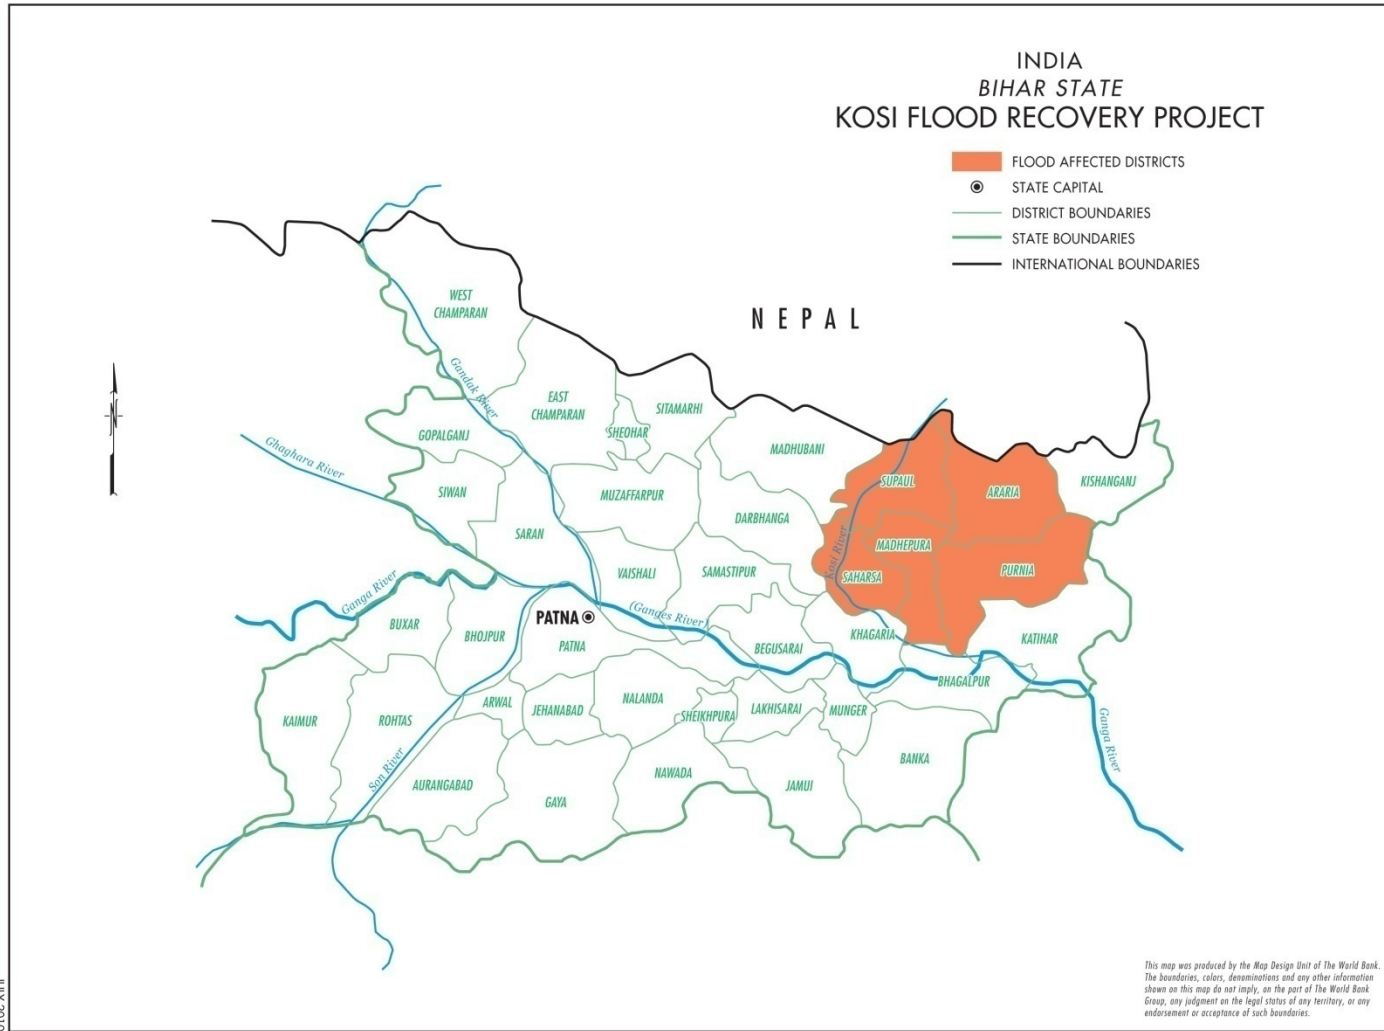 INDIA
BIHAR STATE
KOSI FLOOD RECOVERY PROJECT
FLOOD AFFECTED DISTRICTS
STATE CAPITAL
DISTRICT BOUNDARIES
STATE BOUNDARIES
INTERNATIONAL BOUNDARIES
NEPAL
N
WEST
CHAMPARAN
Gandak River
EAST
CHAMPARAN
SHEOHAR
SITAMARHI
MADHUBANI
GOPALGANJ
Ghaghara River
SIWAN
MUZAFFARPUR
SUPAUL
ARARIA
KISHANGANJ
SARAN
DARBHANGA
Kosi River
MADHEPURA
VAISHALI
SAMASTIPUR
SAHARSA
PURNIA
Ganga River
(Ganges River)
PATNA
BUXAR
BHOJPUR
PATNA
BEGUSARAI
KHAGARIA
KATIHAR
BHAGALPUR
KAIMUR
ROHTAS
ARWAL
JEHANABAD
NALANDA
SHEIKHPURA
LAKHISARAI
MUNGER
Ganga River
Son River
AURANGABAD
GAYA
NAWADA
JAMUI
BANKA
This map was produced by the Map Design Unit of The World Bank.
The boundaries, colors, denominations and any other information
shown on this map do not imply, on the part of The World Bank
Group, any judgment on the legal status of any territory, or any
endorsement or acceptance of such boundaries.